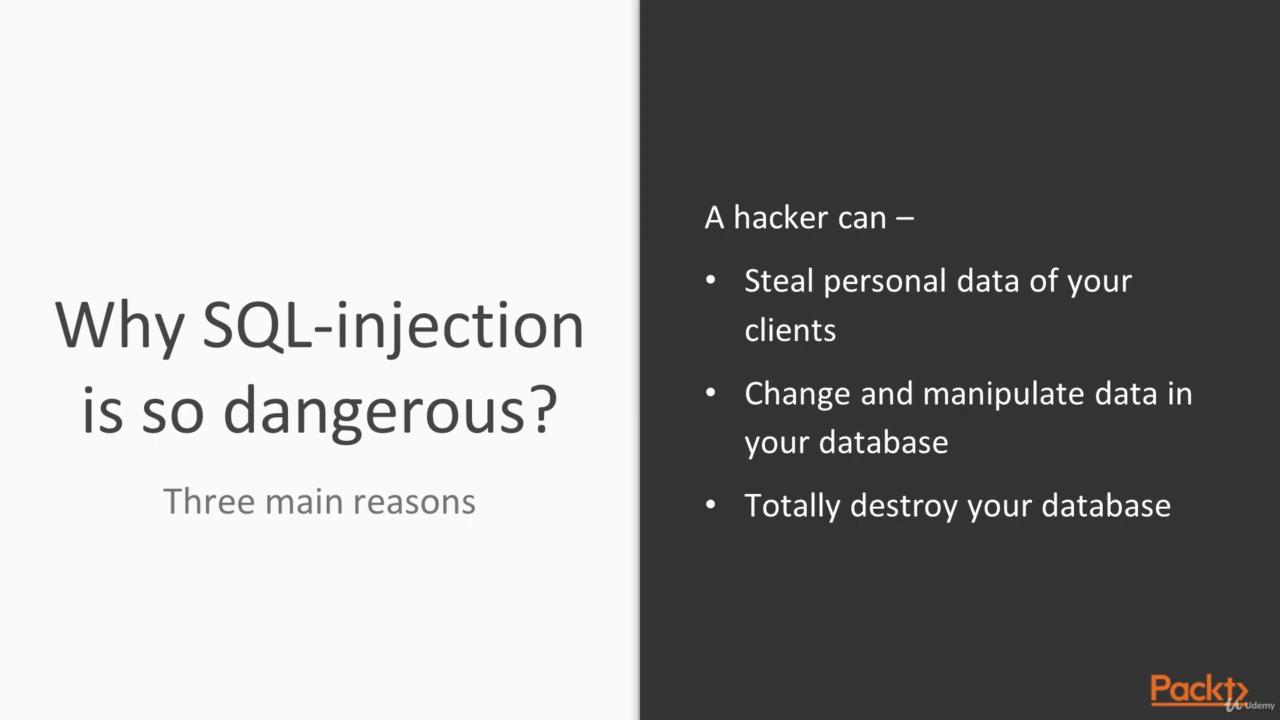 Why SQL-injection
is so dangerous?
Three main reasons
A hacker can –
• Steal personal data of your
clients
• Change and manipulate data in
your database
• Totally destroy your database
Packt>
Udemy